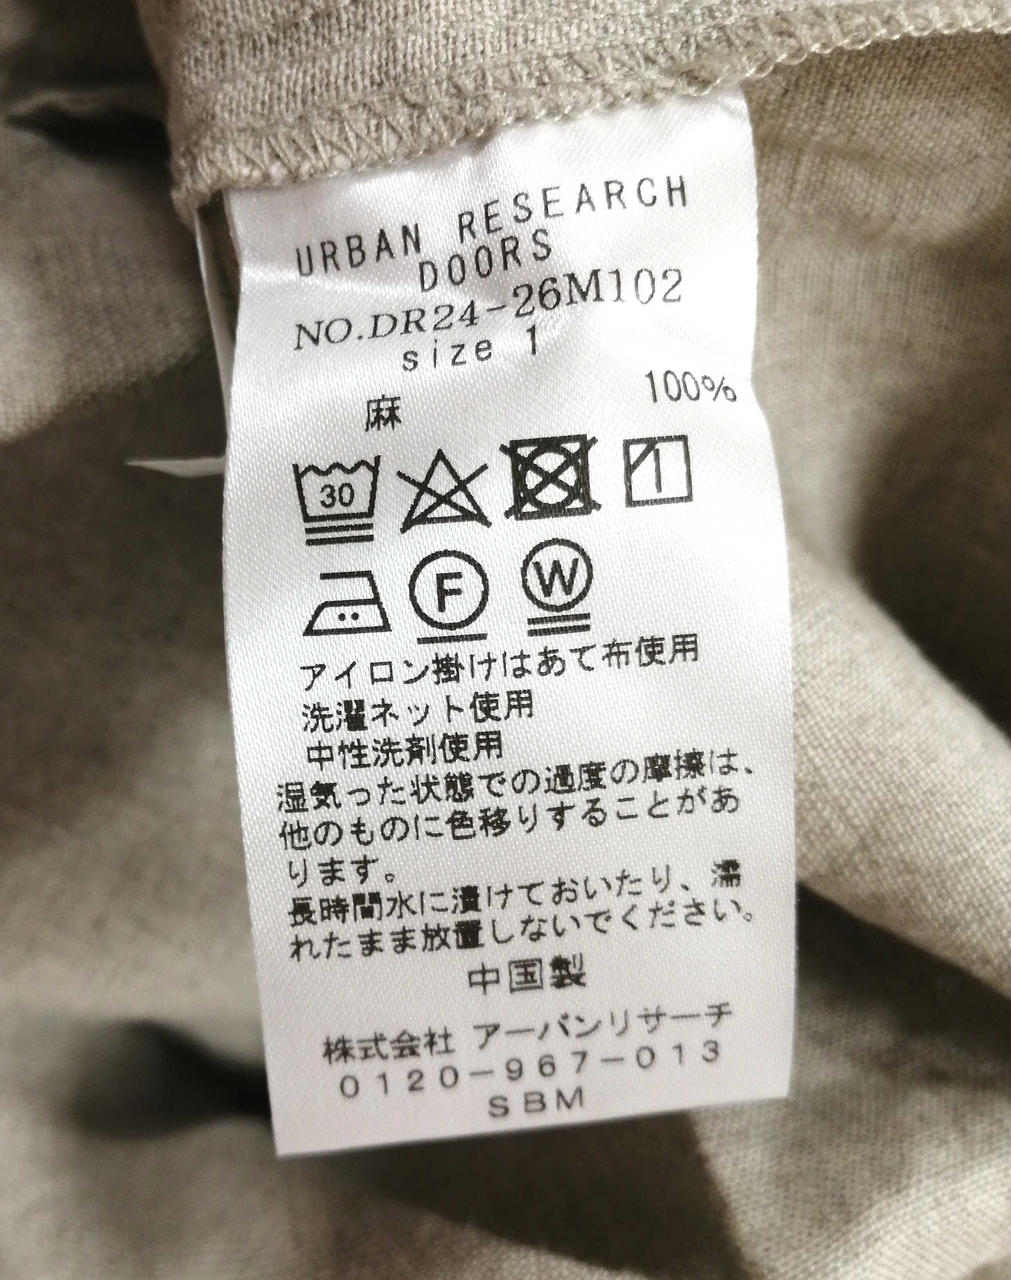 URBAN RESEARCH
DOORS
NO.DR24-26M102
size 1
麻 100%
30
F W
アイロン掛けはあて布使用
洗濯ネット使用
中性洗剤使用
湿気った状態での過度の摩擦は、
他のものに色移りすることがあ
ります。
長時間水に漬けておいたり、濡
れたまま放置しないでください。
中国製
株式会社 アーバンリサーチ
0120-967-013
SBM